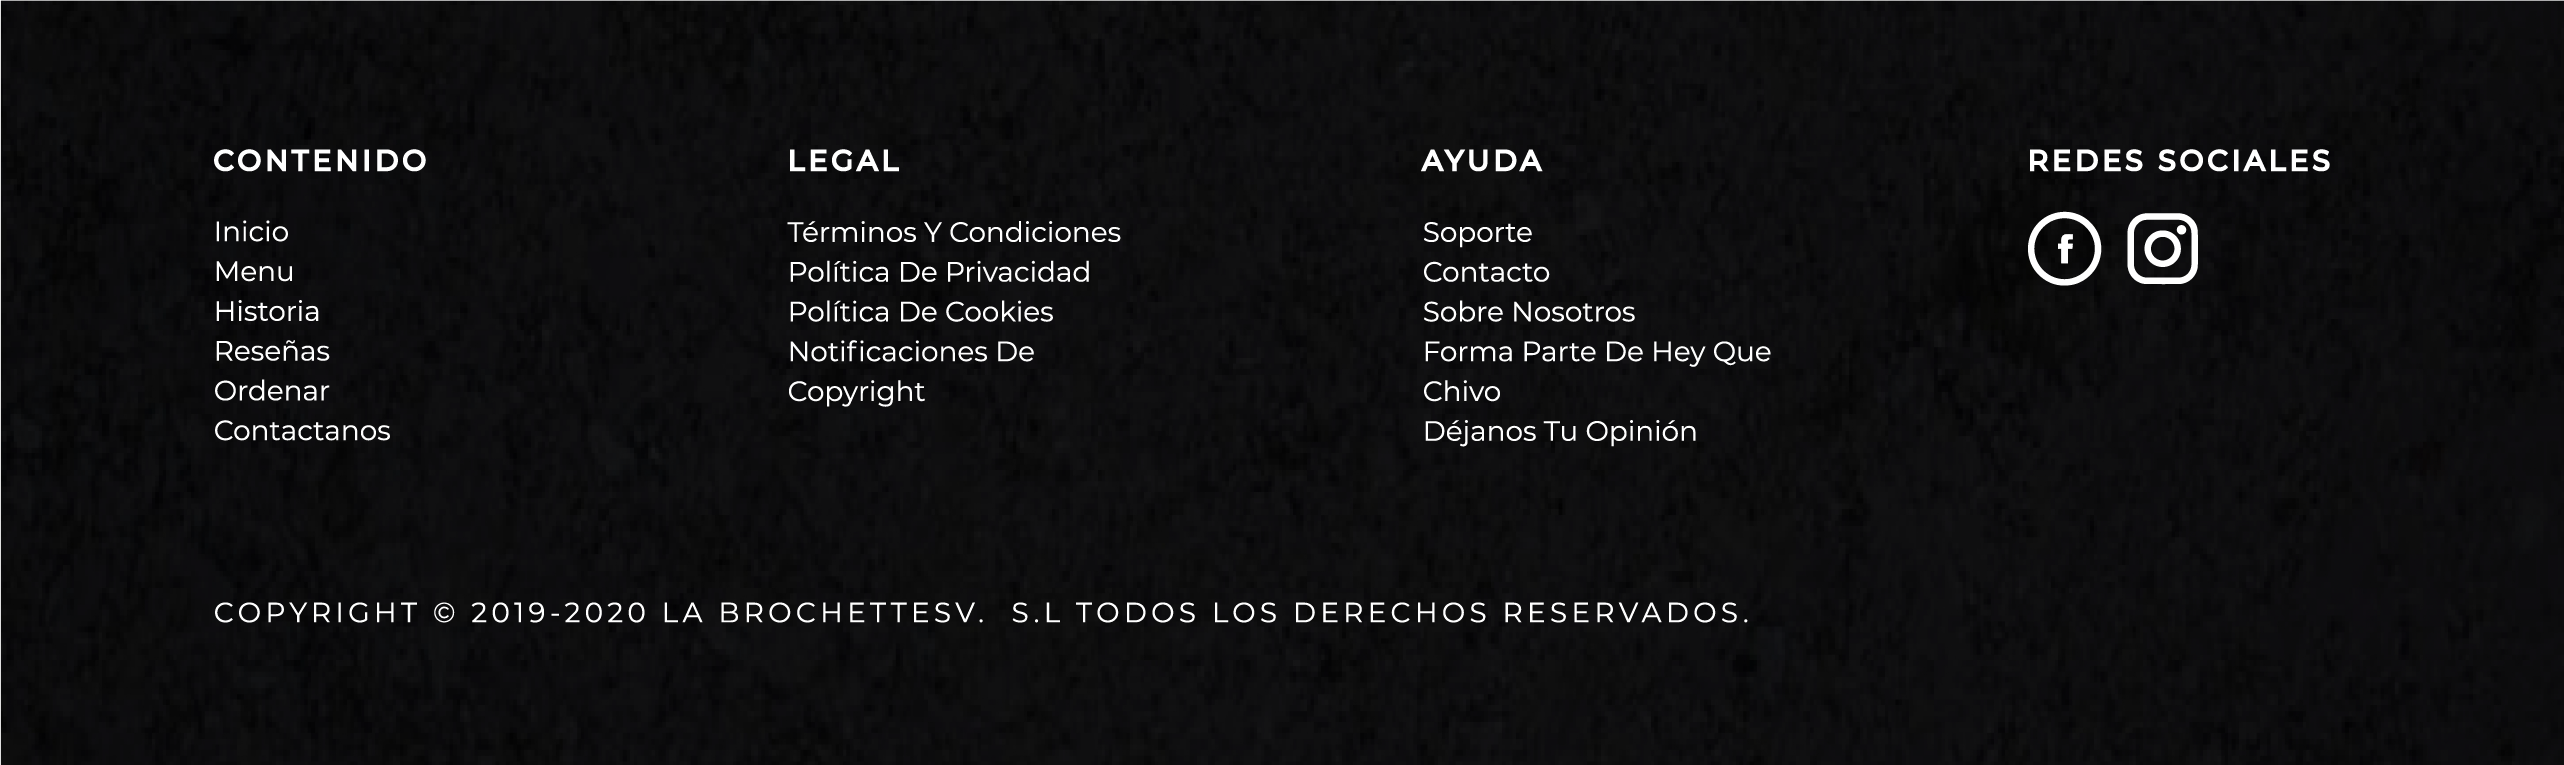 CONTENIDO
Inicio
Menu
Historia
Reseñas
Ordenar
Contactanos
LEGAL
Términos Y Condiciones
Política De Privacidad
Política De Cookies
Notificaciones De
Copyright
AYUDA
Soporte
Contacto
Sobre Nosotros
Forma Parte De Hey Que
Chivo
Déjanos Tu Opinión
REDES SOCIALES
COPYRIGHT © 2019-2020 LA BROCHETTESV.  S.L TODOS LOS DERECHOS RESERVADOS.